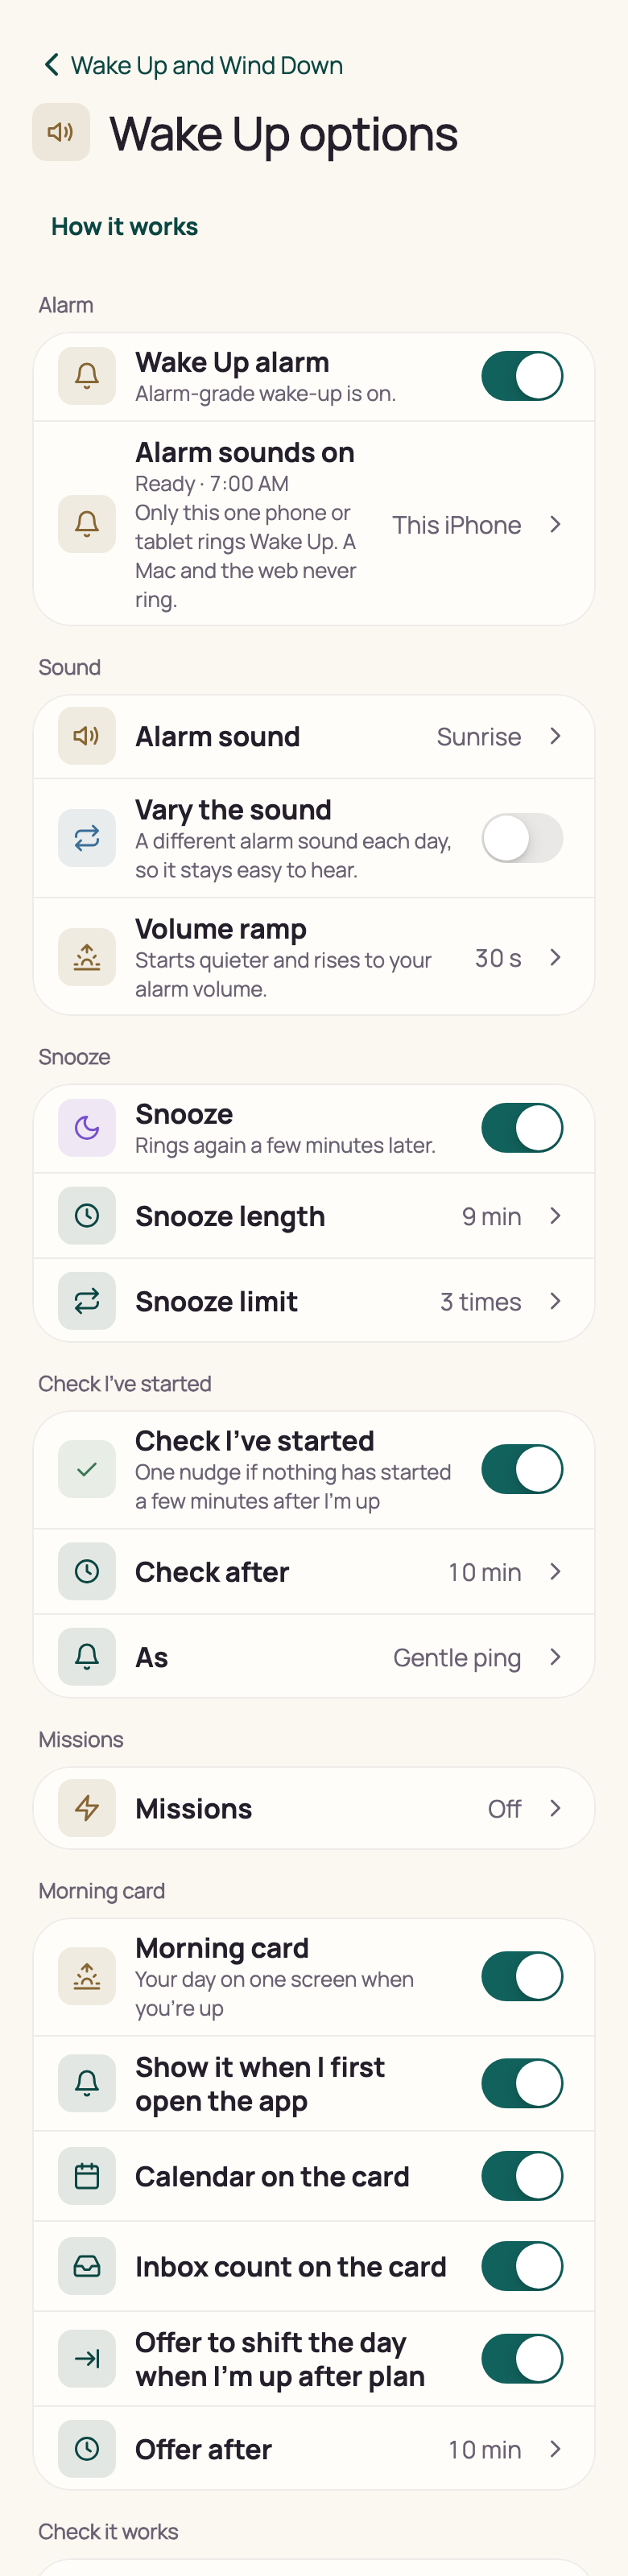 Wake Up and Wind Down
Wake Up options
How it works
Alarm
Wake Up alarm
Alarm-grade wake-up is on.
Alarm sounds on
Ready · 7:00 AM
Only this one phone or
tablet rings Wake Up. A
Mac and the web never
ring.
This iPhone
Sound
Alarm sound
Sunrise
Vary the sound
A different alarm sound each day,
so it stays easy to hear.
Volume ramp
Starts quieter and rises to your
alarm volume.
30 s
Snooze
Snooze
Rings again a few minutes later.
Snooze length
9 min
Snooze limit
3 times
Check I've started
Check I've started
One nudge if nothing has started
a few minutes after I'm up
Check after
10 min
As
Gentle ping
Missions
Missions
Off
Morning card
Morning card
Your day on one screen when
you're up
Show it when I first
open the app
Calendar on the card
Inbox count on the card
Offer to shift the day
when I'm up after plan
Offer after
10 min
Check it works